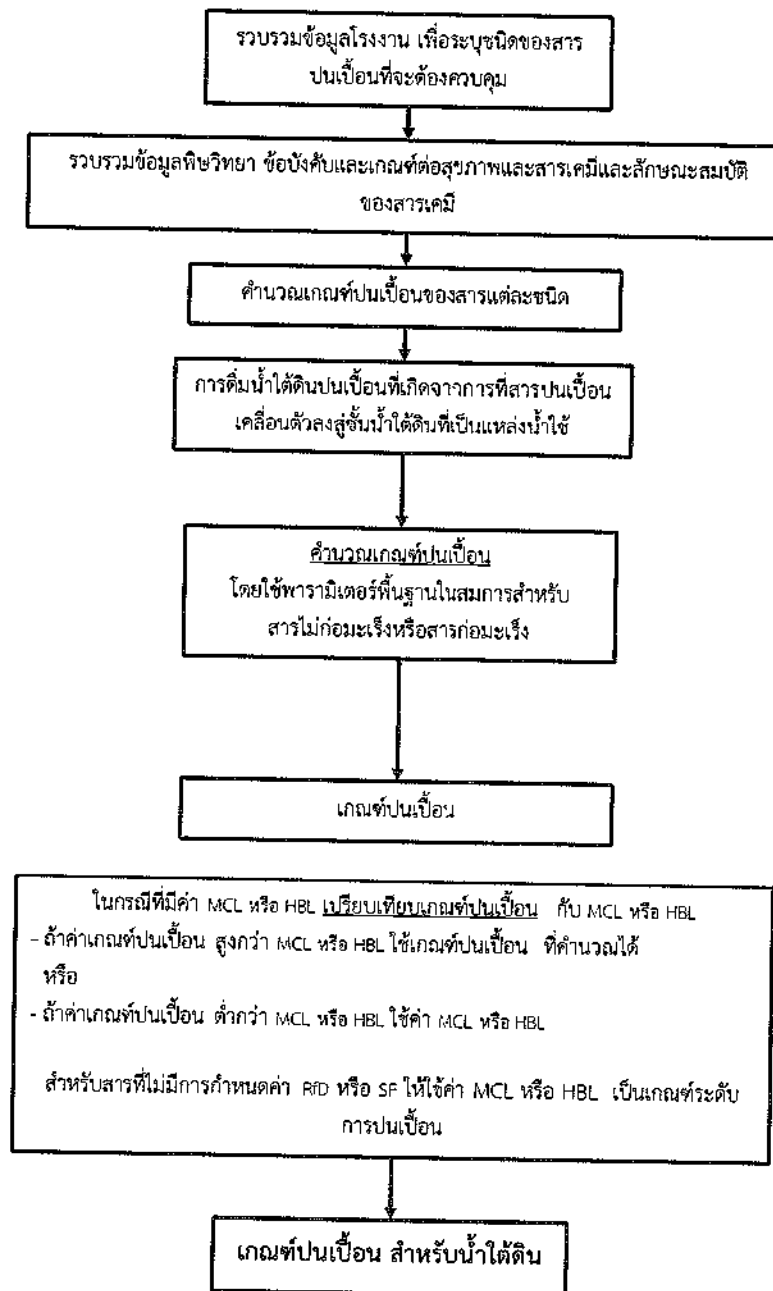 รวบรวมข้อมูลโรงงาน เพื่อระบุชนิดของสาร
ปนเปื้อนที่จะต้องควบคุม
รวบรวมข้อมูลพิษวิทยา ข้อบังคับและเกณฑ์ต่อสุขภาพและสารเคมีและลักษณะสมบัติ
ของสารเคมี
คำนวณเกณฑ์ปนเปื้อนของสารแต่ละชนิด
การดื่มน้ำใต้ดินปนเปื้อนที่เกิดจากการที่สารปนเปื้อน
เคลื่อนตัวลงสู่ชั้นน้ำใต้ดินที่เป็นแหล่งน้ำใช้
คำนวณเกณฑ์ปนเปื้อน
โดยใช้พารามิเตอร์พื้นฐานในสมการสำหรับ
สารไม่ก่อมะเร็งหรือสารก่อมะเร็ง
เกณฑ์ปนเปื้อน
ในกรณีที่มีค่า MCL หรือ HBL เปรียบเทียบเกณฑ์ปนเปื้อน กับ MCL หรือ HBL
- ถ้าค่าเกณฑ์ปนเปื้อน สูงกว่า MCL หรือ HBL ใช้เกณฑ์ปนเปื้อน ที่คำนวณได้
หรือ
- ถ้าค่าเกณฑ์ปนเปื้อน ต่ำกว่า MCL หรือ HBL ใช้ค่า MCL หรือ HBL
สำหรับสารที่ไม่มีการกำหนดค่า RfD หรือ SF ให้ใช้ค่า MCL หรือ HBL เป็นเกณฑ์ระดับ
การปนเปื้อน
เกณฑ์ปนเปื้อน สำหรับน้ำใต้ดิน